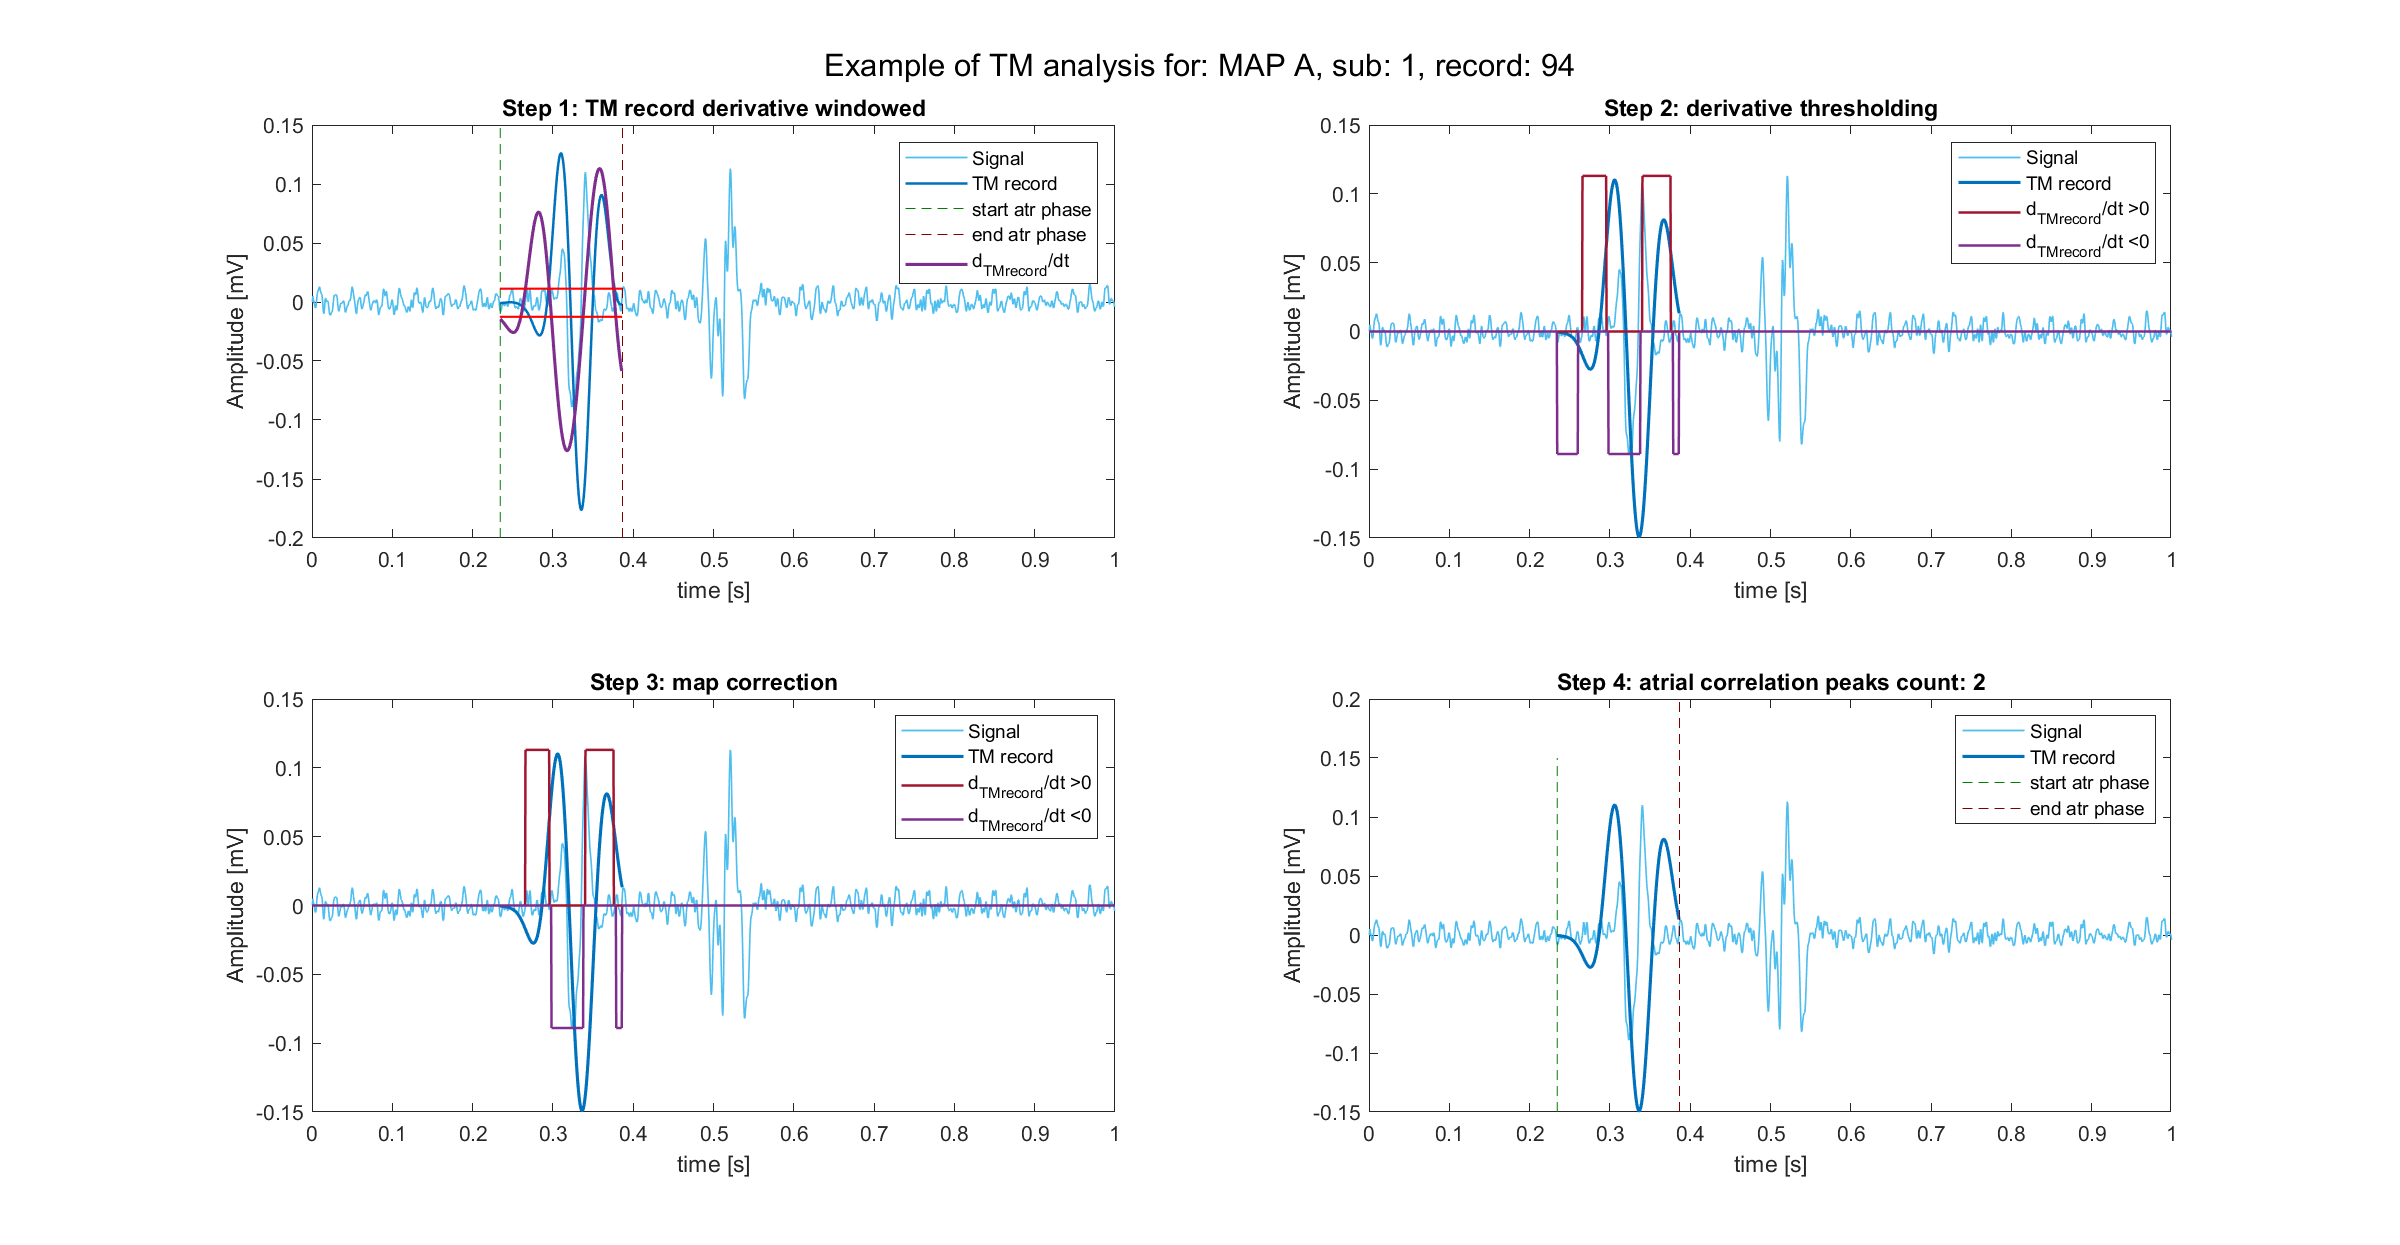 Example of TM analysis for: MAP A, sub: 1, record: 94
Step 1: TM record derivative windowed
0.15
0.1
0.05
0
-0.05
-0.1
-0.15
-0.2
Amplitude [mV]
Signal
TM record
start atr phase
end atr phase
dTMrecord/dt
0 0.1 0.2 0.3 0.4 0.5 0.6 0.7 0.8 0.9 1
time [s]
Step 2: derivative thresholding
0.15
0.1
0.05
0
-0.05
-0.1
-0.15
Amplitude [mV]
Signal
TM record
dTMrecord/dt >0
dTMrecord/dt <0
0 0.1 0.2 0.3 0.4 0.5 0.6 0.7 0.8 0.9 1
time [s]
Step 3: map correction
0.15
0.1
0.05
0
-0.05
-0.1
-0.15
Amplitude [mV]
Signal
TM record
dTMrecord/dt >0
dTMrecord/dt <0
0 0.1 0.2 0.3 0.4 0.5 0.6 0.7 0.8 0.9 1
time [s]
Step 4: atrial correlation peaks count: 2
0.2
0.15
0.1
0.05
0
-0.05
-0.1
-0.15
Amplitude [mV]
Signal
TM record
start atr phase
end atr phase
0 0.1 0.2 0.3 0.4 0.5 0.6 0.7 0.8 0.9 1
time [s]